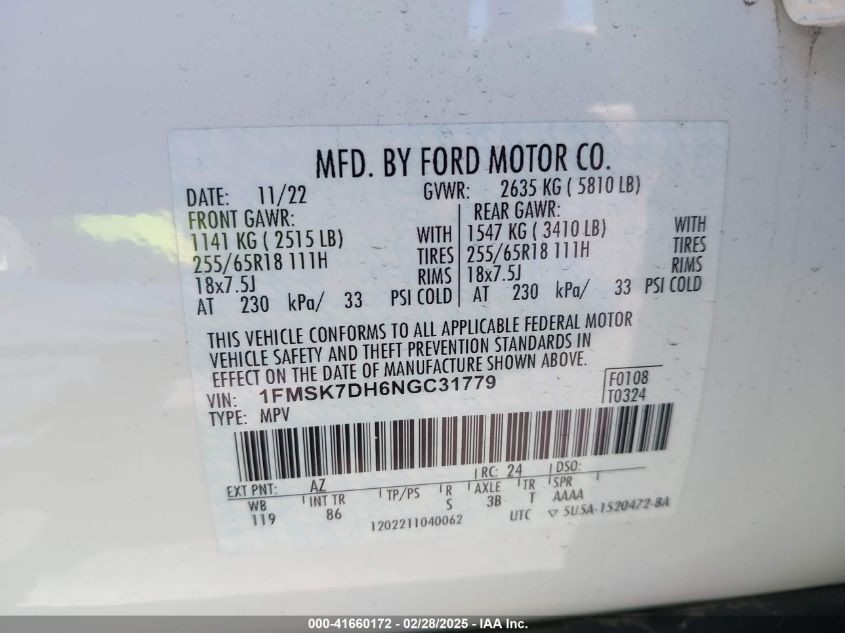 MFD. BY FORD MOTOR CO.
DATE: 11/22 GVWR: 2635 KG ( 5810 LB)
FRONT GAWR: REAR GAWR:
1141 KG ( 2515 LB) WITH 1547 KG ( 3410 LB) WITH
255/65R18 111H TIRES 255/65R18 111H TIRES
18x7.5J RIMS 18x7.5J RIMS
AT 230 kPa/ 33 PSI COLD AT 230 kPa/ 33 PSI COLD
THIS VEHICLE CONFORMS TO ALL APPLICABLE FEDERAL MOTOR
VEHICLE SAFETY AND THEFT PREVENTION STANDARDS IN
EFFECT ON THE DATE OF MANUFACTURE SHOWN ABOVE.
VIN: 1FMSK7DH6NGC31779 F0108
TYPE: MPV T0324
EXT PNT: AZ RC: 24 DSO:
WB INT TR TP/PS R AXLE TR SPR
119 86 S 3B T AAAA
1202211040062 UTC ▽ 5U5A-1520472-BA
000-41660172 - 02/28/2025 - IAA Inc.